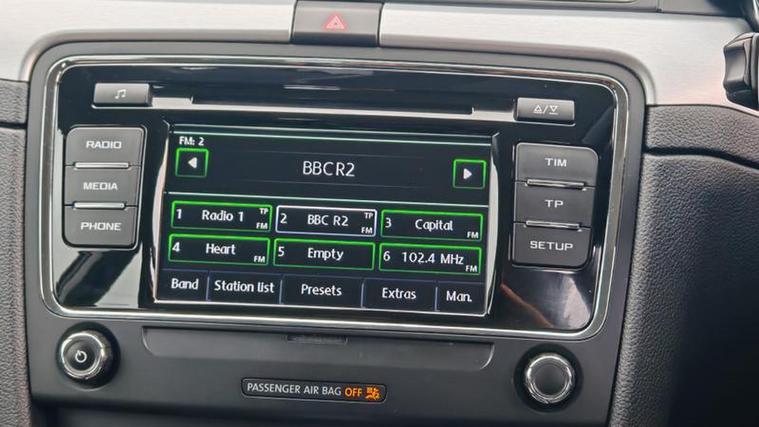 RADIO
MEDIA
PHONE
FM: 2
BBC R2
1 Radio 1 TP FM
2 BBC R2 TP FM
3 Capital FM
4 Heart FM
5 Empty
6 102.4 MHz FM
Band Station list Presets Extras Man.
TIM
TP
SETUP
PASSENGER AIR BAG OFF